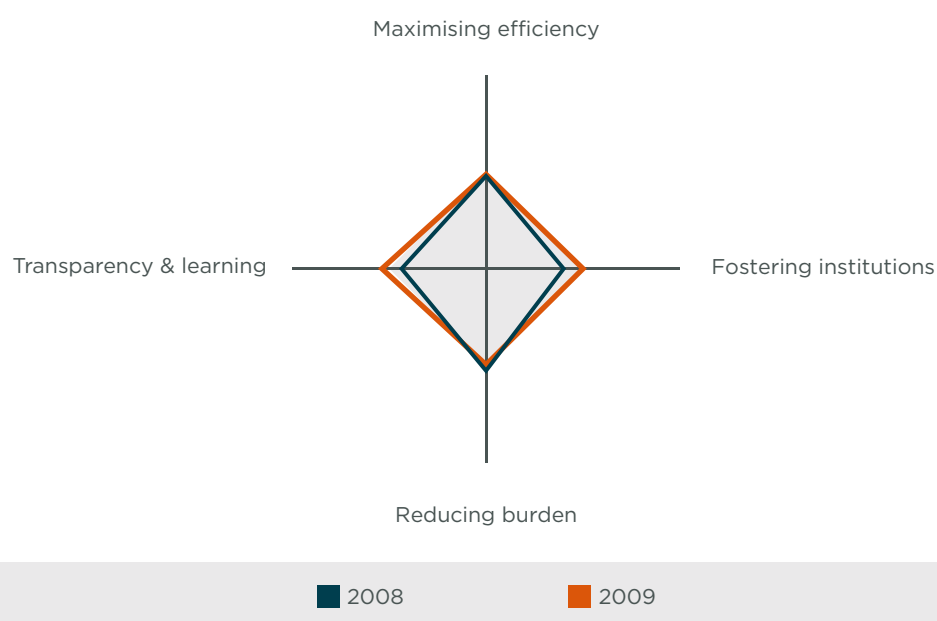 Maximising efficiency
Transparency & learning
Fostering institutions
Reducing burden
2008
2009